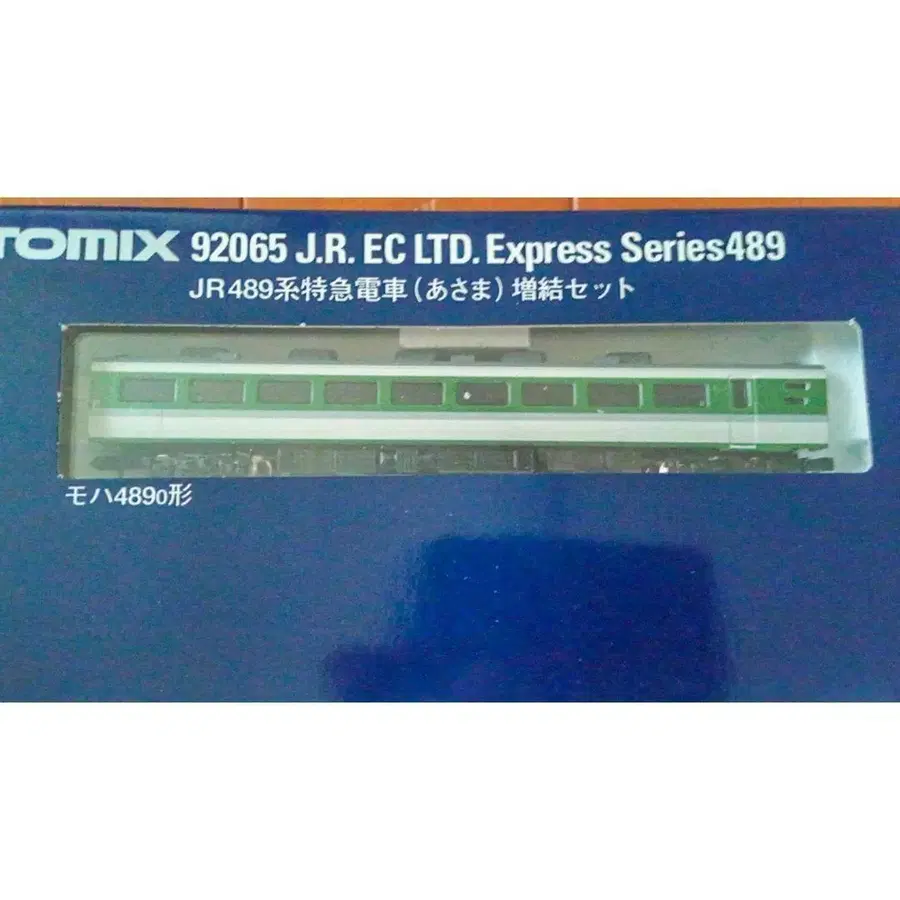 TOMIX 92065 J.R. EC LTD. Express Series489
JR489系特急電車(あさま)増結セット
モハ4890形